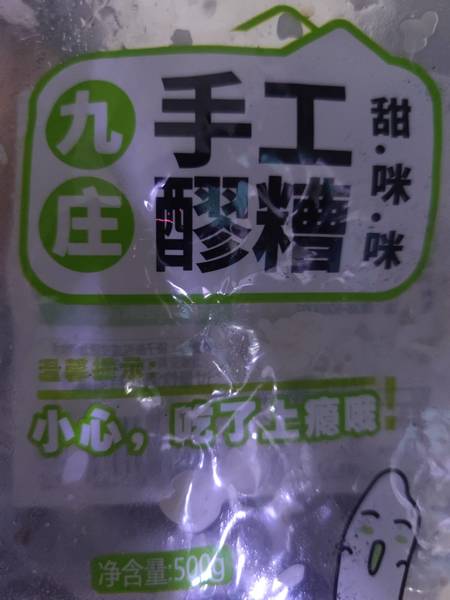 九庄
手工
醪糟
甜·咪·咪
温馨提示:
小心,吃了上瘾哦!
净含量:500g